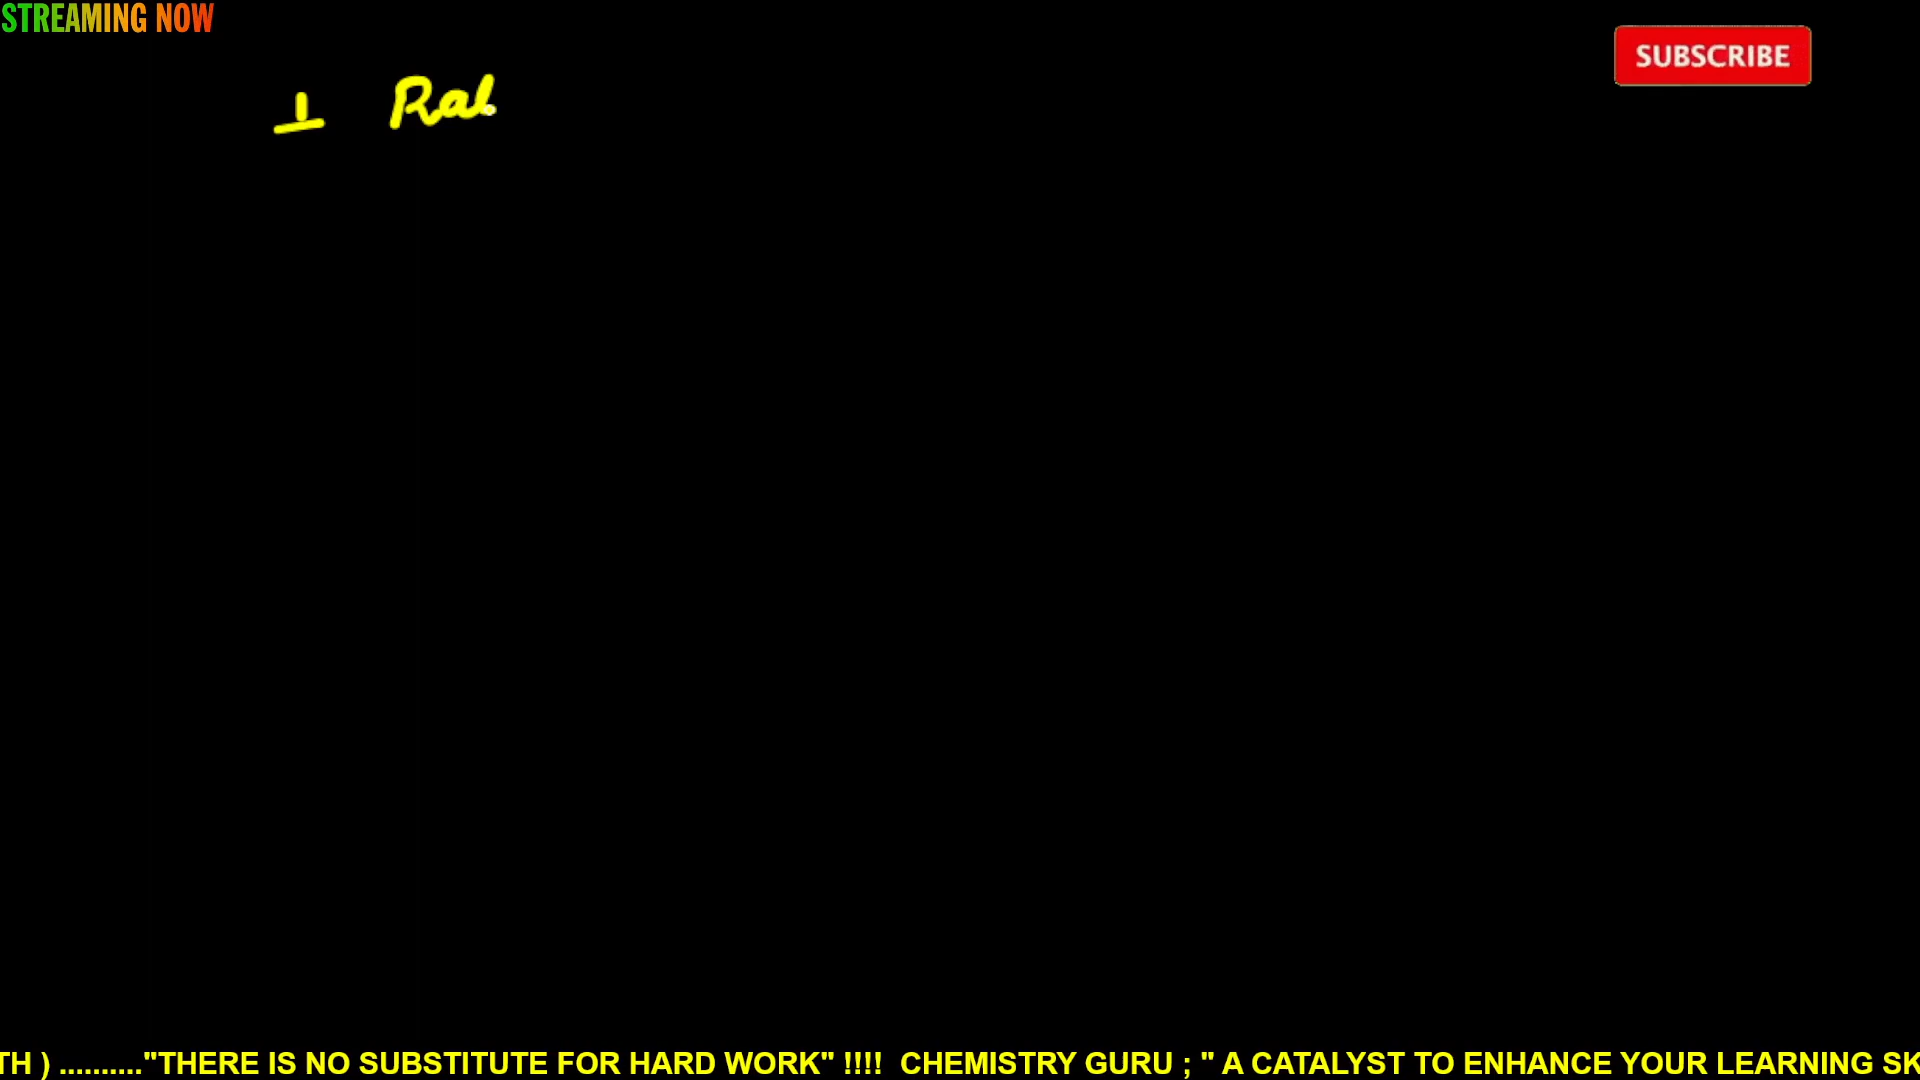 STREAMING NOW
SUBSCRIBE
1 Rat
TH ) .........."THERE IS NO SUBSTITUTE FOR HARD WORK" !!!!  CHEMISTRY GURU ; " A CATALYST TO ENHANCE YOUR LEARNING SK